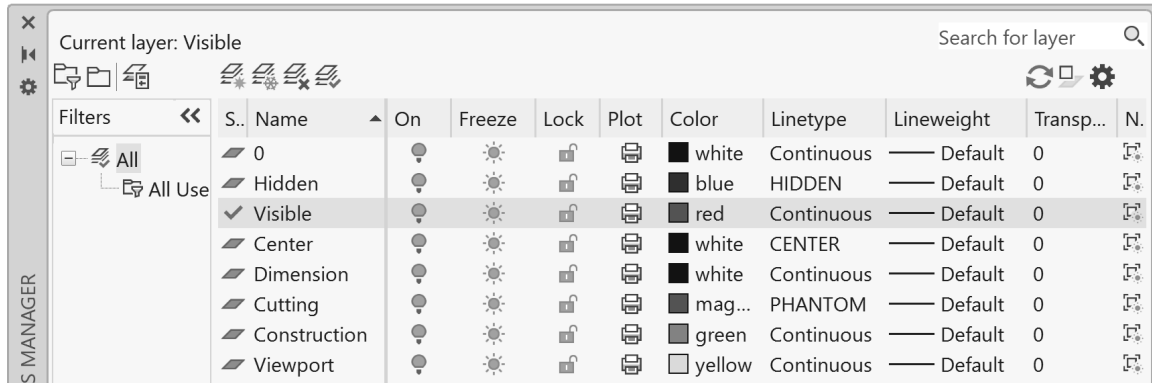 Current layer: Visible
Search for layer
Filters
S.. Name On Freeze Lock Plot Color Linetype Lineweight Transp... N.
All
All Use
0 white Continuous Default 0
Hidden blue HIDDEN Default 0
Visible red Continuous Default 0
Center white CENTER Default 0
Dimension white Continuous Default 0
Cutting mag... PHANTOM Default 0
Construction green Continuous Default 0
Viewport yellow Continuous Default 0
S MANAGER